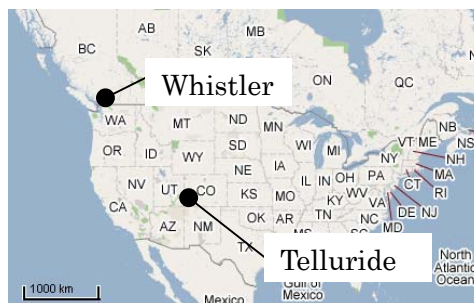 AB
BC
SK
MB
ON
QC
Whistler
NB
WA
MT
ND
MN
VT ME
NS
OR
ID
SD
WI
MI
NY
NH
WY
MA
NE
IA
PA
CT
RI
NV
UT
CO
IL IN OH
NJ
KS
MO
WV
VA
DE
CA
KY
MD
AZ
NM
OK
AR
TN
NC
TX
MS
SC
Telluride
North
Atlantic
Ocean
1000 km
Mexico
Gulf of
Mexico